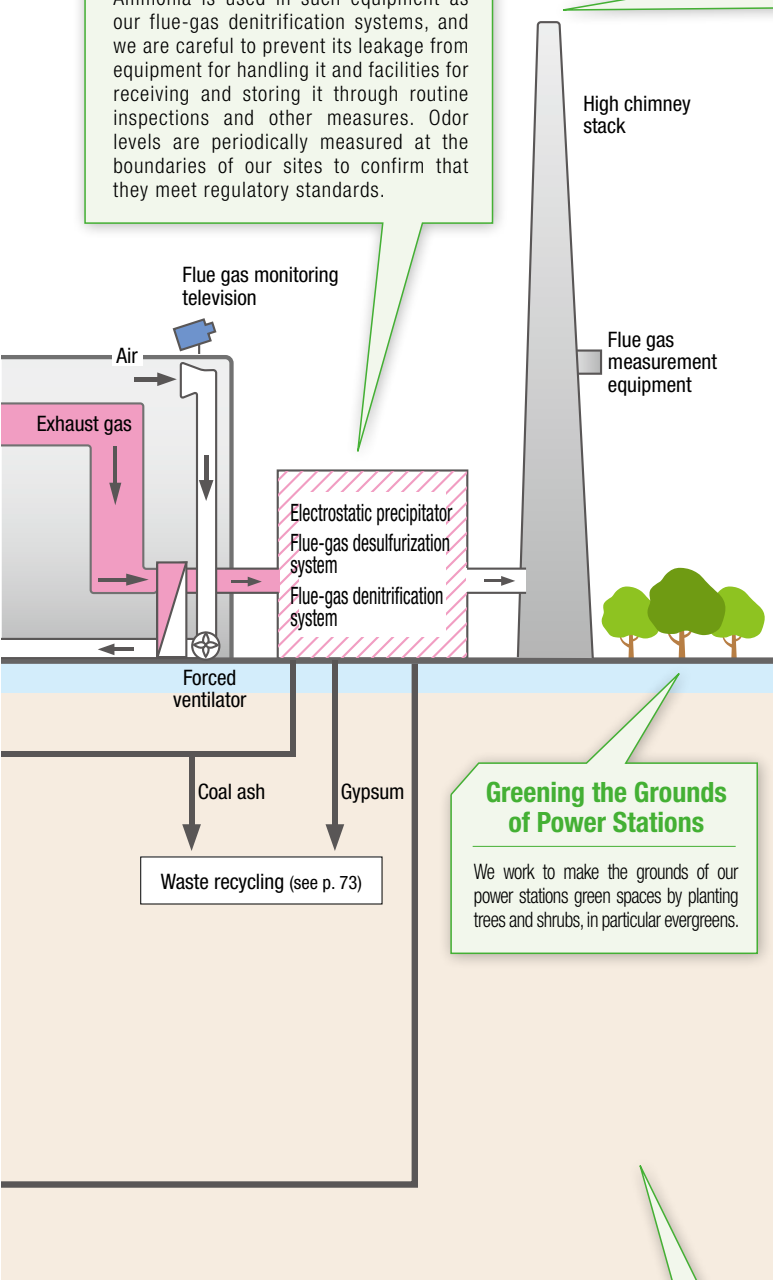 Ammonia is used in such equipment as
our flue-gas denitrification systems, and
we are careful to prevent its leakage from
equipment for handling it and facilities for
receiving and storing it through routine
inspections and other measures. Odor
levels are periodically measured at the
boundaries of our sites to confirm that
they meet regulatory standards.
High chimney
stack
Flue gas monitoring
television
Air
Flue gas
measurement
equipment
Exhaust gas
Electrostatic precipitator
Flue-gas desulfurization
system
Flue-gas denitrification
system
Forced
ventilator
Coal ash
Gypsum
Waste recycling (see p. 73)
Greening the Grounds
of Power Stations
We work to make the grounds of our
power stations green spaces by planting
trees and shrubs, in particular evergreens.